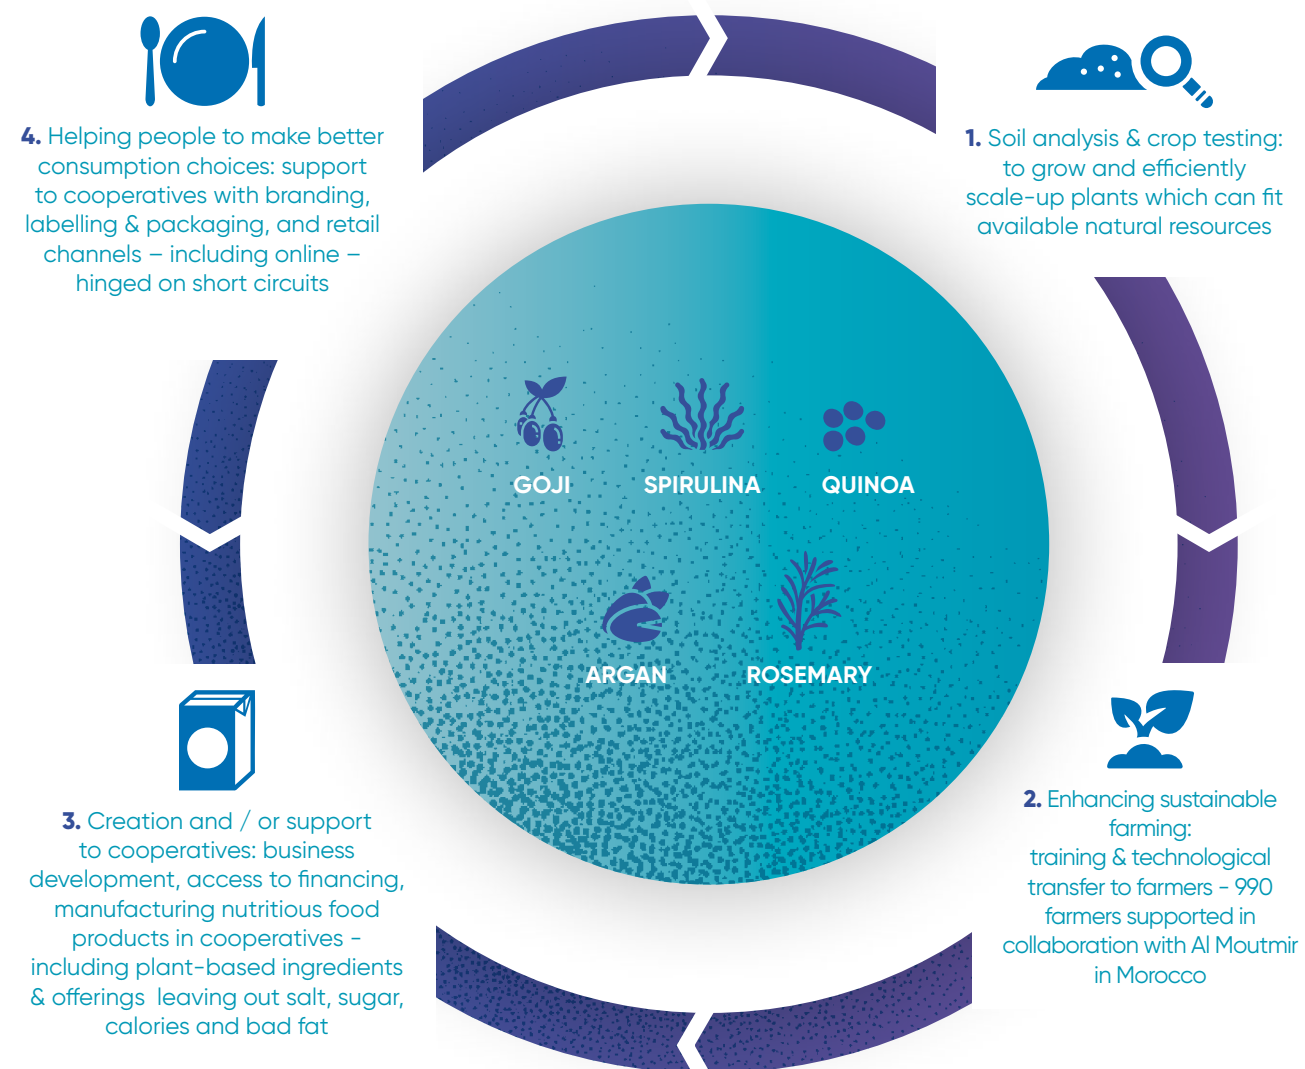 4. Helping people to make better
consumption choices: support
to cooperatives with branding,
labelling & packaging, and retail
channels – including online –
hinged on short circuits
1. Soil analysis & crop testing:
to grow and efficiently
scale-up plants which can fit
available natural resources
GOJI
SPIRULINA
QUINOA
ARGAN
ROSEMARY
3. Creation and / or support
to cooperatives: business
development, access to financing,
manufacturing nutritious food
products in cooperatives -
including plant-based ingredients
& offerings leaving out salt, sugar,
calories and bad fat
2. Enhancing sustainable
farming:
training & technological
transfer to farmers - 990
farmers supported in
collaboration with Al Moutmir
in Morocco